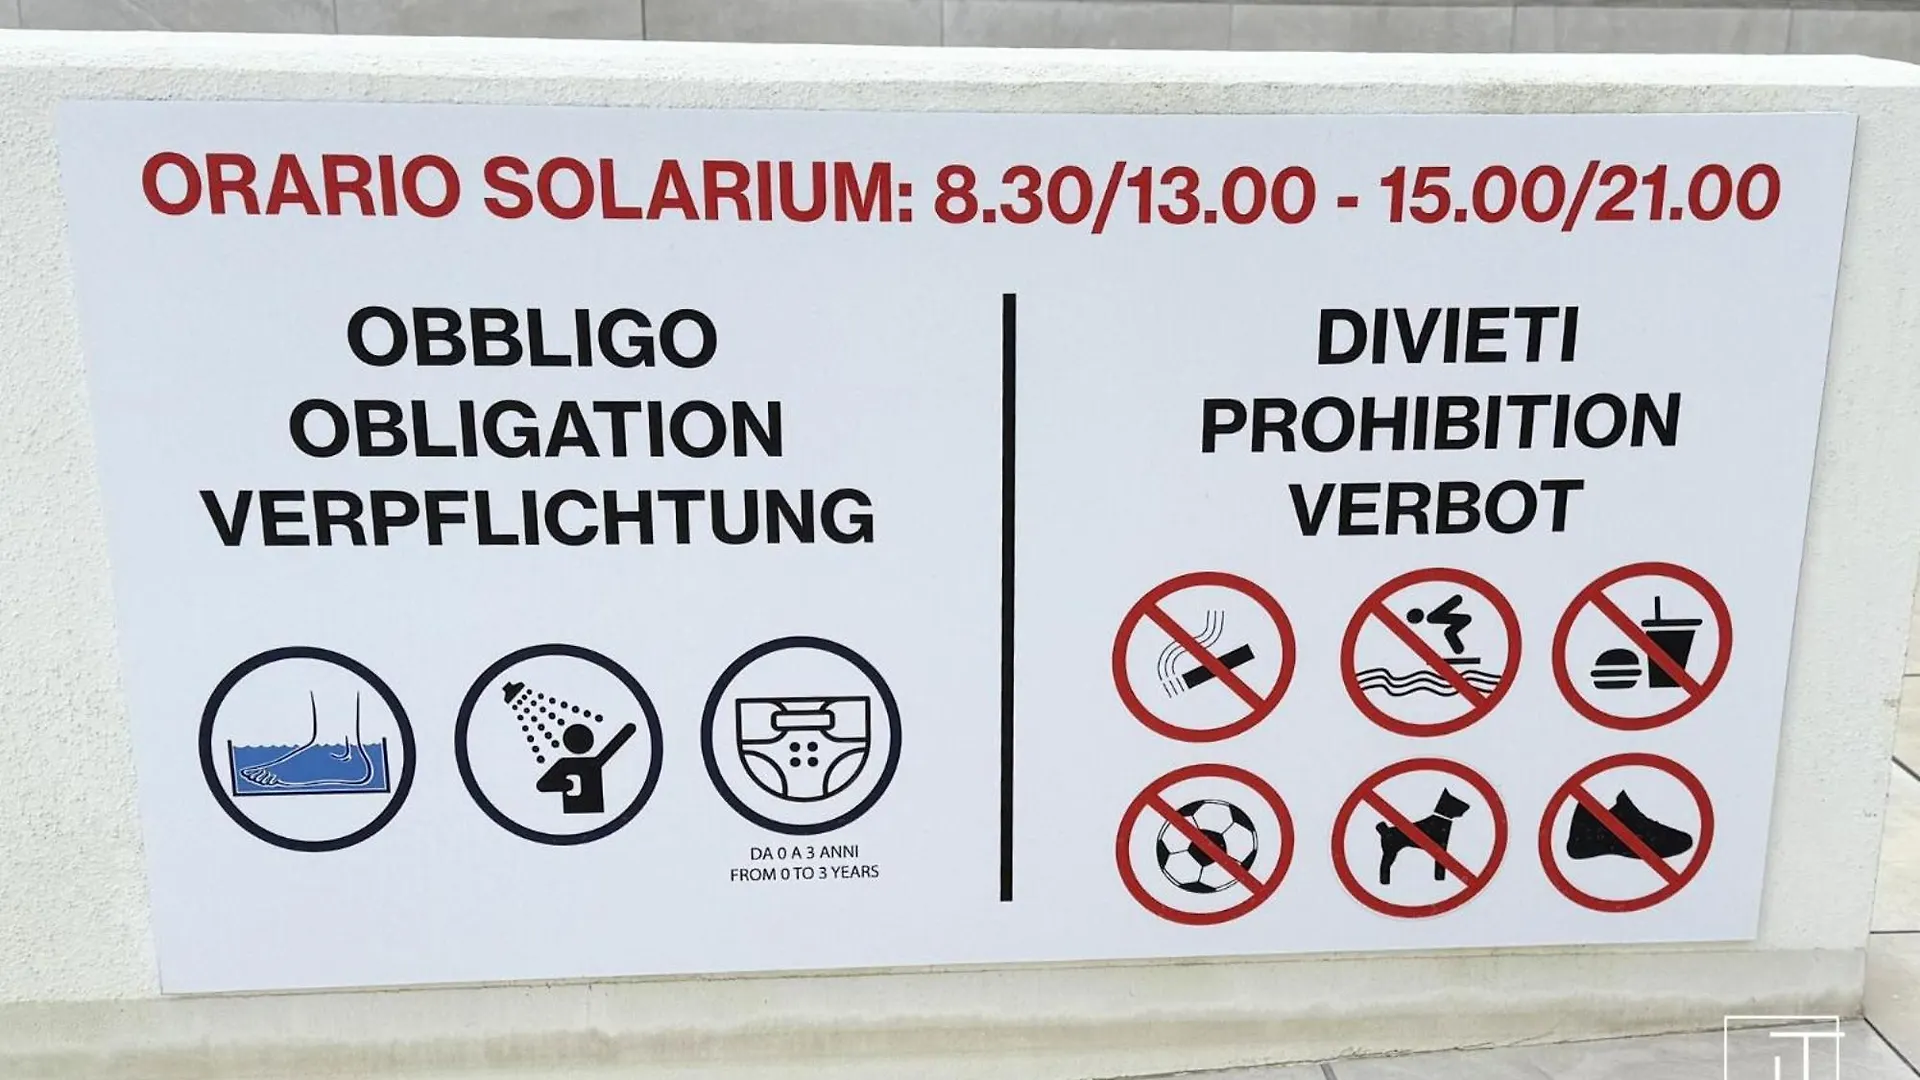 ORARIO SOLARIUM: 8.30/13.00 - 15.00/21.00
OBBLIGO
OBLIGATION
VERPFLICHTUNG
DA 0 A 3 ANNI
FROM 0 TO 3 YEARS
DIVIETI
PROHIBITION
VERBOT